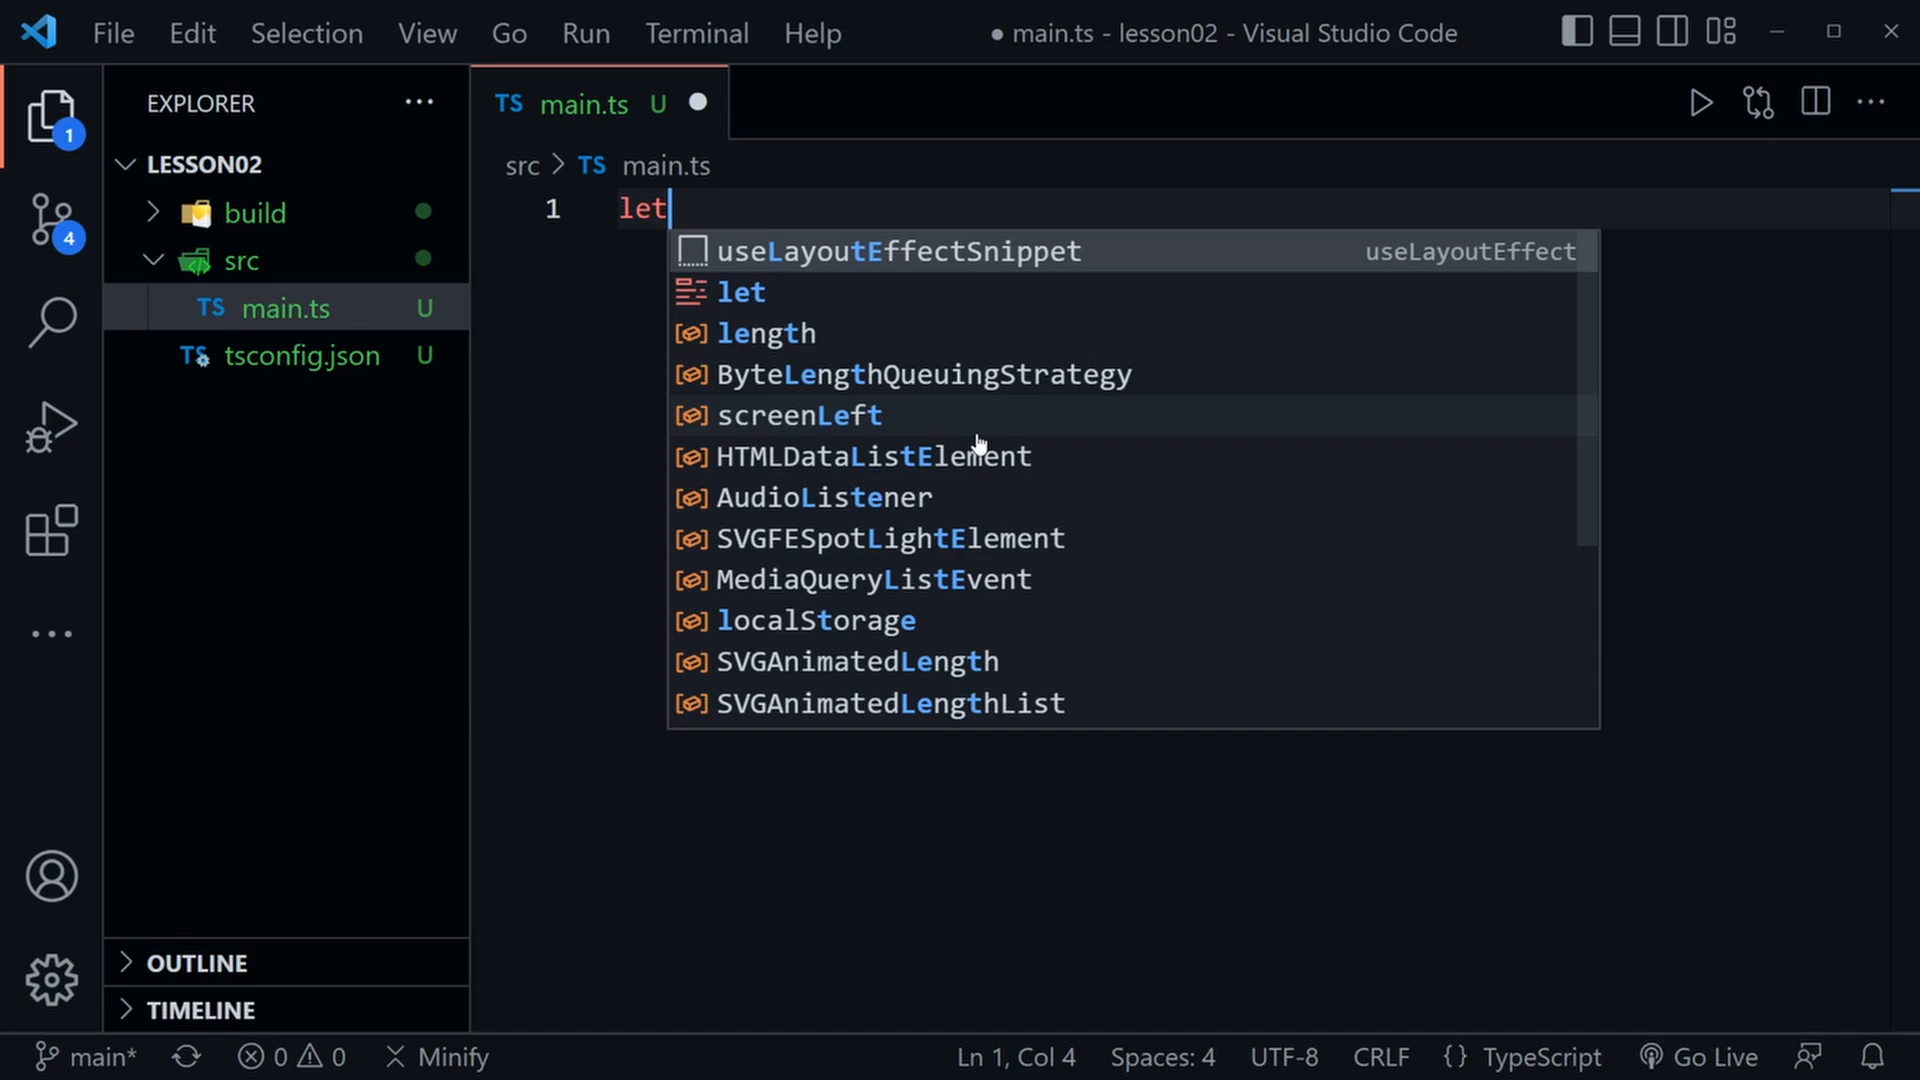 File Edit Selection View Go Run Terminal Help ● main.ts - lesson02 - Visual Studio Code
1
4
EXPLORER
LESSON02
build
src
TS main.ts U
TS tsconfig.json U
OUTLINE
TIMELINE
TS main.ts U
src > TS main.ts
1 let
useLayoutEffectSnippet useLayoutEffect
let
length
ByteLengthQueuingStrategy
screenLeft
HTMLDataListElement
AudioListener
SVGFESpotLightElement
MediaQueryListEvent
localStorage
SVGAnimatedLength
SVGAnimatedLengthList
main* 0 0 Minify Ln 1, Col 4 Spaces: 4 UTF-8 CRLF {} TypeScript Go Live